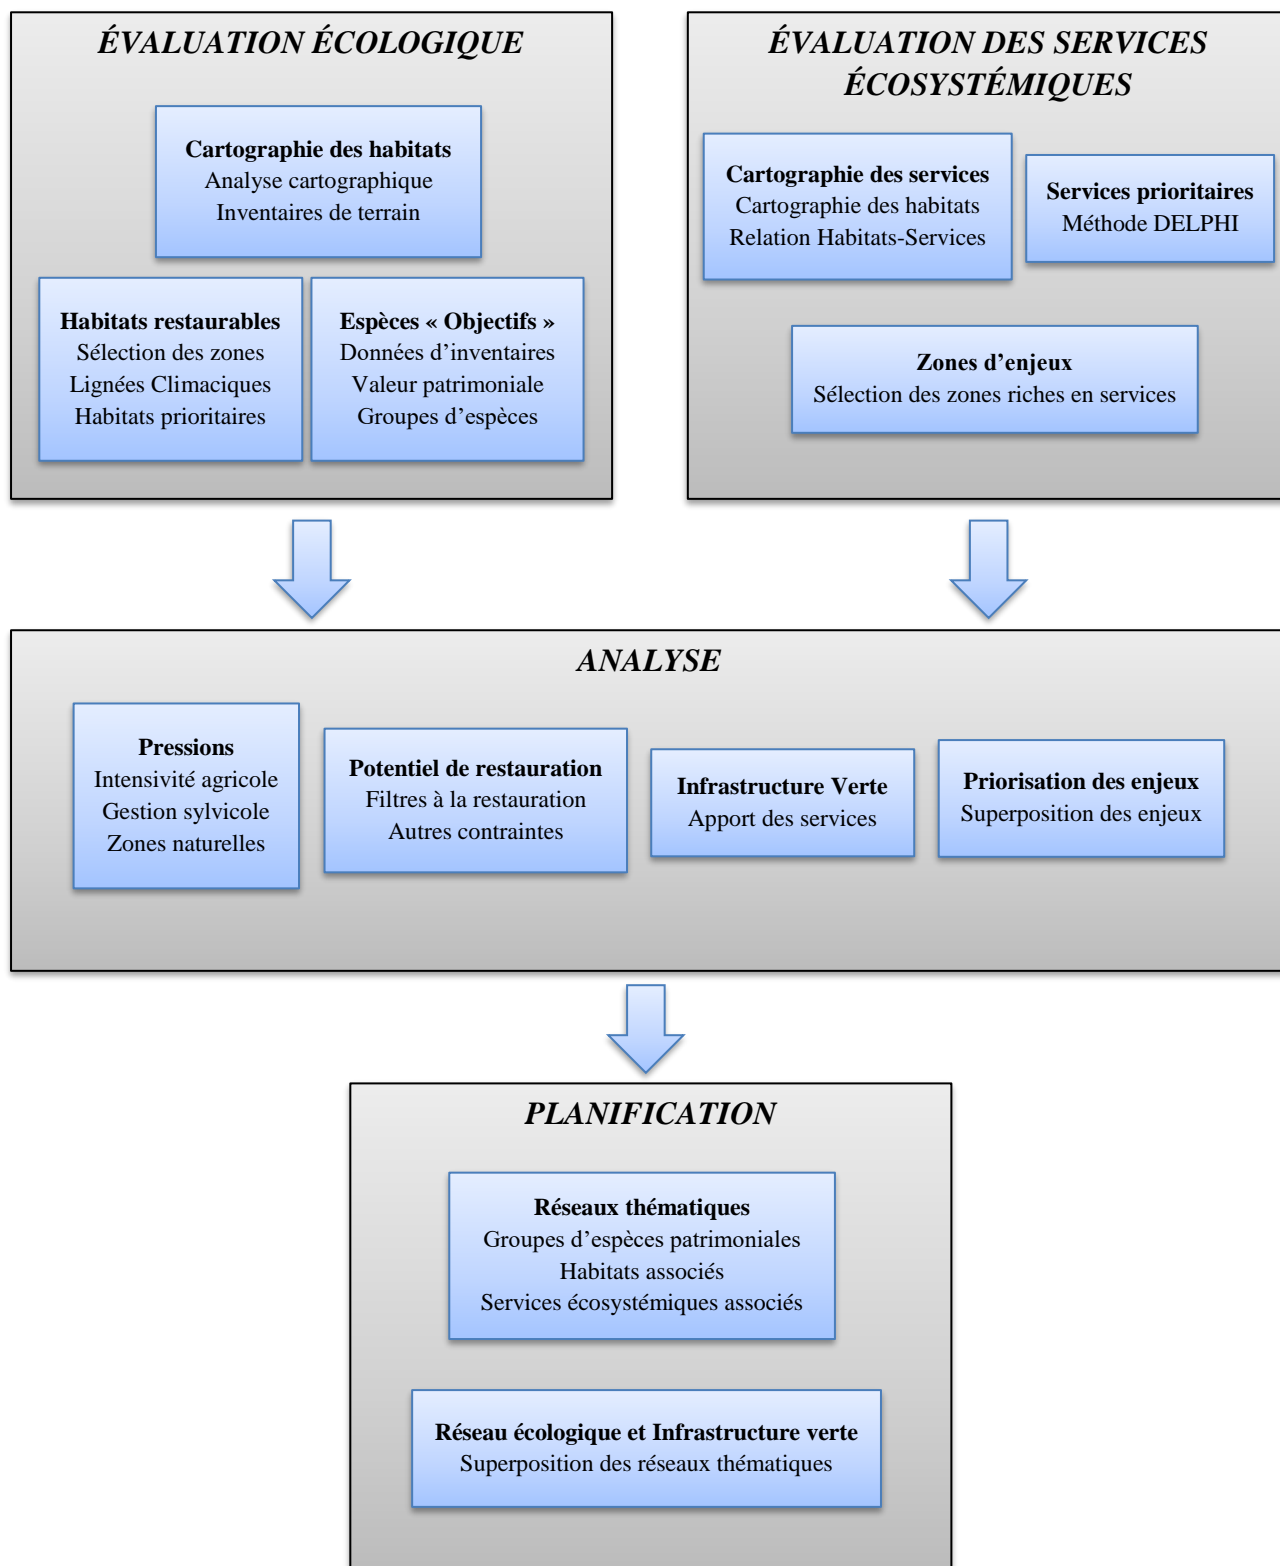 ÉVALUATION ÉCOLOGIQUE
Cartographie des habitats
Analyse cartographique
Inventaires de terrain
Habitats restaurables
Sélection des zones
Lignées Climaciques
Habitats prioritaires
Espèces « Objectifs »
Données d’inventaires
Valeur patrimoniale
Groupes d’espèces
ÉVALUATION DES SERVICES
ÉCOSYSTÉMIQUES
Cartographie des services
Cartographie des habitats
Relation Habitats-Services
Services prioritaires
Méthode DELPHI
Zones d’enjeux
Sélection des zones riches en services
ANALYSE
Pressions
Intensivité agricole
Gestion sylvicole
Zones naturelles
Potentiel de restauration
Filtres à la restauration
Autres contraintes
Infrastructure Verte
Apport des services
Priorisation des enjeux
Superposition des enjeux
PLANIFICATION
Réseaux thématiques
Groupes d’espèces patrimoniales
Habitats associés
Services écosystémiques associés
Réseau écologique et Infrastructure verte
Superposition des réseaux thématiques